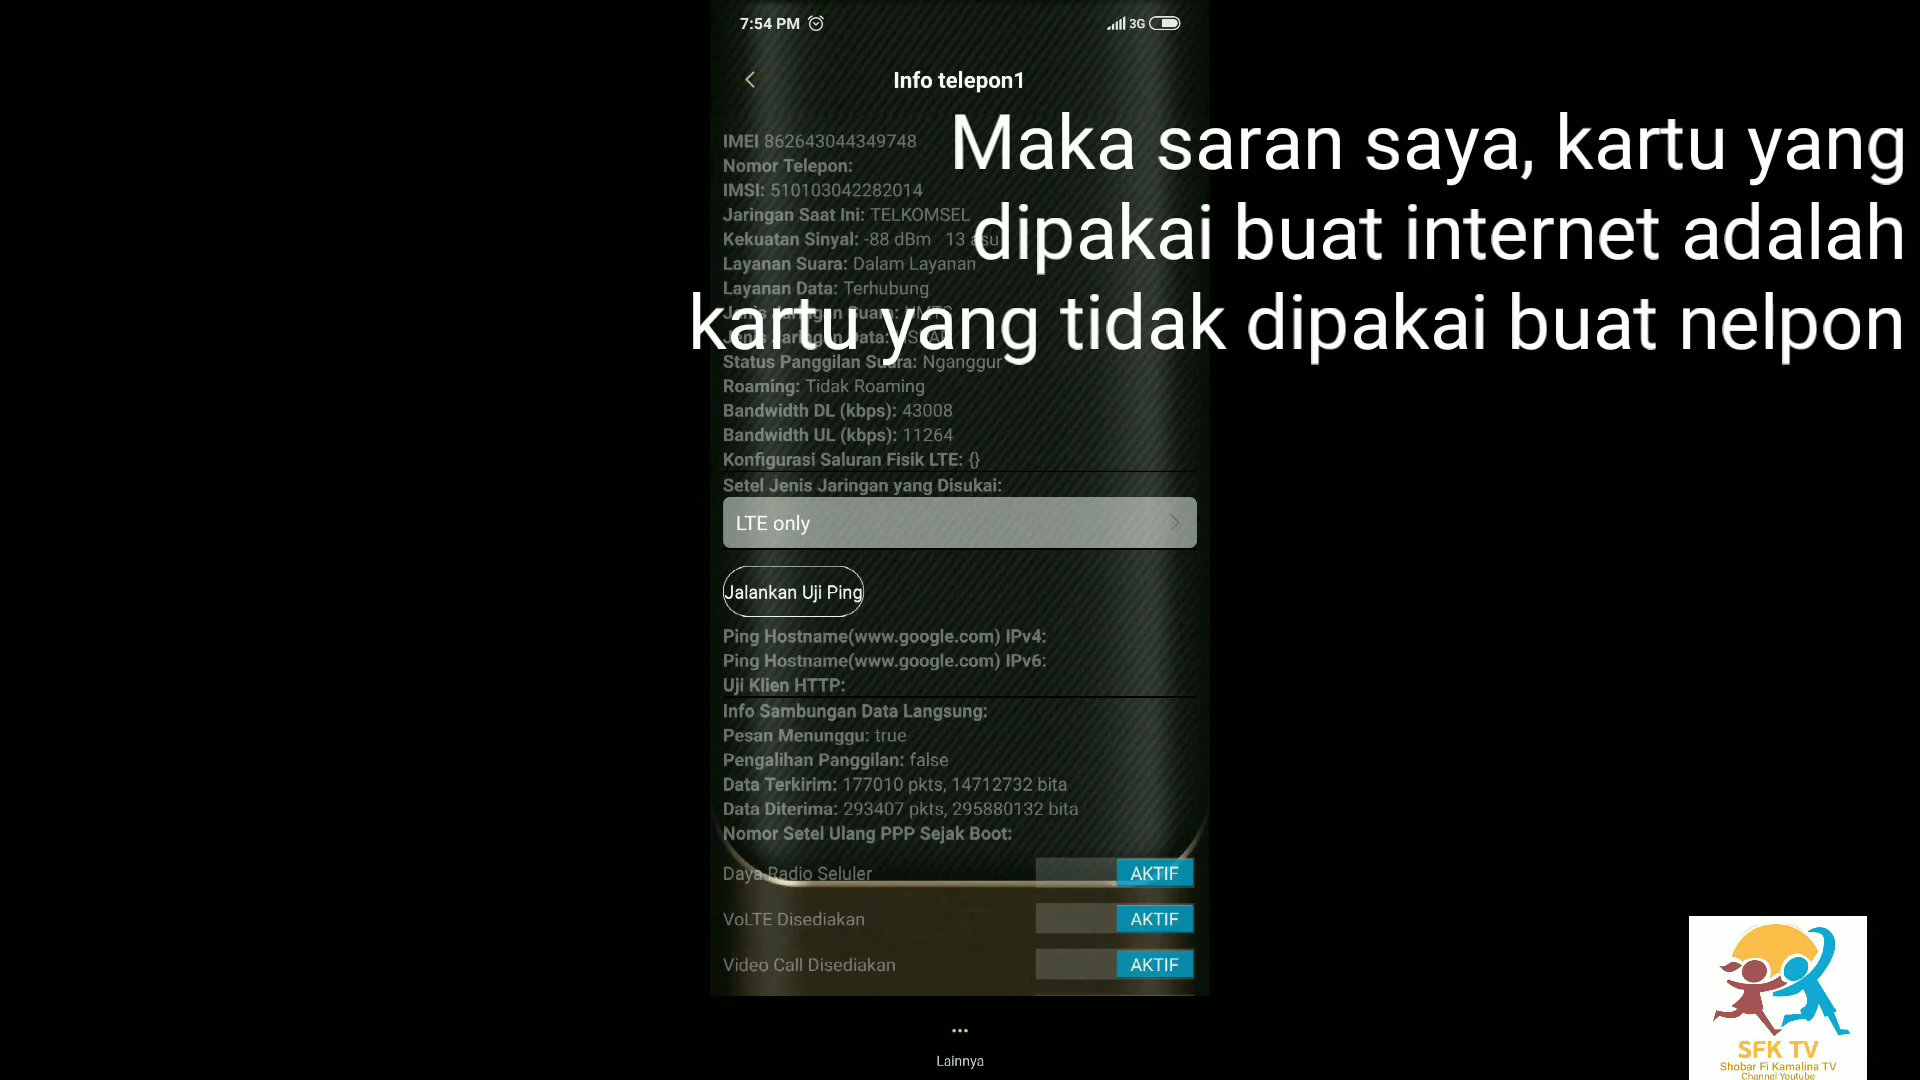 7:54 PM
3G
Info telepon1
Maka saran saya, kartu yang
dipakai buat internet adalah
kartu yang tidak dipakai buat nelpon
IMEI 862643044349748
Nomor Telepon:
IMSI: 510103042282014
Jaringan Saat Ini: TELKOMSEL
Kekuatan Sinyal: -88 dBm 13 asu
Layanan Suara: Dalam Layanan
Layanan Data: Terhubung
Status Panggilan Suara: Nganggur
Roaming: Tidak Roaming
Bandwidth DL (kbps): 43008
Bandwidth UL (kbps): 11264
Konfigurasi Saluran Fisik LTE: {}
Setel Jenis Jaringan yang Disukai:
LTE only
Jalankan Uji Ping
Ping Hostname(www.google.com) IPv4:
Ping Hostname(www.google.com) IPv6:
Uji Klien HTTP:
Info Sambungan Data Langsung:
Pesan Menunggu: true
Pengalihan Panggilan: false
Data Terkirim: 177010 pkts, 14712732 bita
Data Diterima: 293407 pkts, 295880132 bita
Nomor Setel Ulang PPP Sejak Boot:
Daya Radio Seluler AKTIF
VoLTE Disediakan AKTIF
Video Call Disediakan AKTIF
Lainnya
SFK TV
Shobar Fi Kamalina TV
Channel Youtube